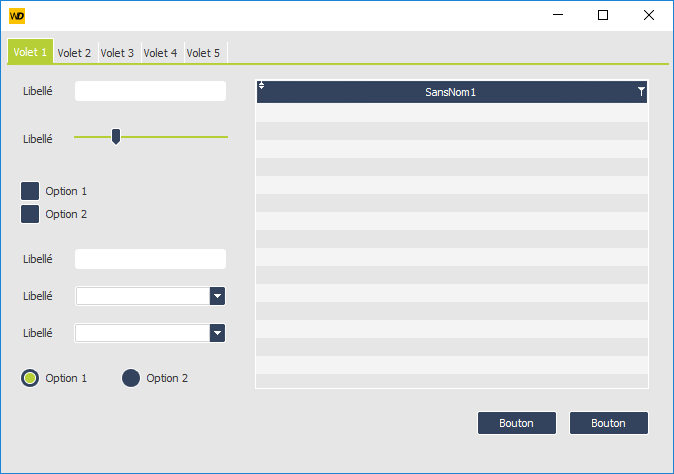 WD
Volet 1 Volet 2 Volet 3 Volet 4 Volet 5
Libellé
SansNom1
Libellé
Option 1
Option 2
Libellé
Libellé
Libellé
Option 1 Option 2
Bouton Bouton